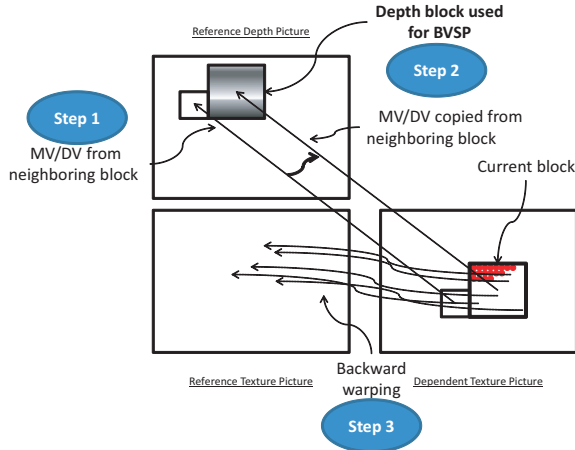 Reference Depth Picture
Depth block used
for BVSP
Step 2
Step 1
MV/DV from
neighboring block
MV/DV copied from
neighboring block
Current block
Backward
warping
Reference Texture Picture
Dependent Texture Picture
Step 3